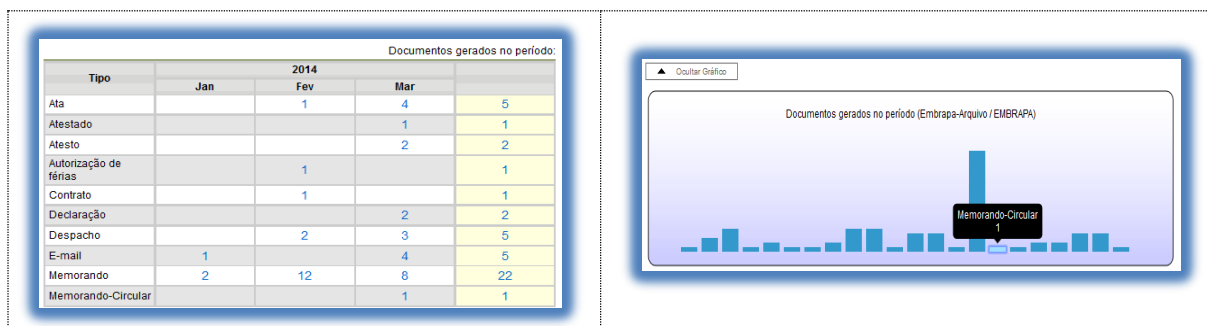 Documentos gerados no período:
Tipo 2014
Jan Fev Mar
Ata 1 4 5
Atestado 1 1
Atesto 2 2
Autorização de
férias 1 1
Contrato 1 1
Declaração 2 2
Despacho 2 3 5
E-mail 1 4 5
Memorando 2 12 8 22
Memorando-Circular 1 1
Ocultar Gráfico
Documentos gerados no período (Embrapa-Arquivo / EMBRAPA)
Memorando-Circular
1